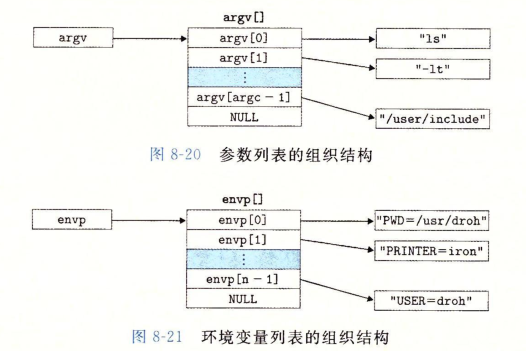 argv[]
argv
argv[0]
"ls"
argv[1]
"-lt"
⋮
argv[argc − 1]
NULL
"/user/include"
图 8-20 参数列表的组织结构
envp[]
envp
envp[0]
"PWD=/usr/droh"
envp[1]
"PRINTER=iron"
⋮
envp[n − 1]
NULL
"USER=droh"
图 8-21 环境变量列表的组织结构